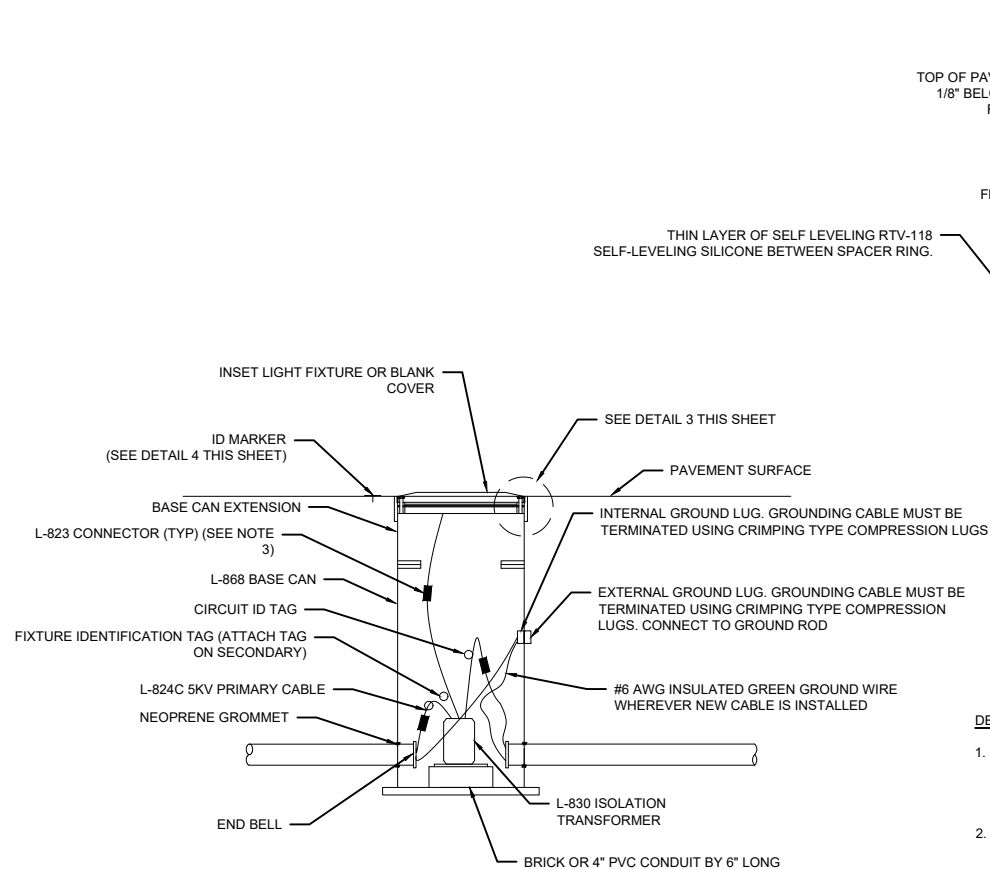 TOP OF
1/8"
THIN LAYER OF SELF LEVELING RTV-118
SELF-LEVELING SILICONE BETWEEN SPACER RING.
INSET LIGHT FIXTURE OR BLANK
COVER
SEE DETAIL 3 THIS SHEET
ID MARKER
(SEE DETAIL 4 THIS SHEET)
PAVEMENT SURFACE
BASE CAN EXTENSION
INTERNAL GROUND LUG. GROUNDING CABLE MUST BE
TERMINATED USING CRIMPING TYPE COMPRESSION LUGS
L-823 CONNECTOR (TYP) (SEE NOTE
3)
L-868 BASE CAN
EXTERNAL GROUND LUG. GROUNDING CABLE MUST BE
TERMINATED USING CRIMPING TYPE COMPRESSION
LUGS. CONNECT TO GROUND ROD
CIRCUIT ID TAG
FIXTURE IDENTIFICATION TAG (ATTACH TAG
ON SECONDARY)
L-824C 5KV PRIMARY CABLE
#6 AWG INSULATED GREEN GROUND WIRE
WHEREVER NEW CABLE IS INSTALLED
NEOPRENE GROMMET
1.
L-830 ISOLATION
TRANSFORMER
END BELL
2.
BRICK OR 4" PVC CONDUIT BY 6" LONG